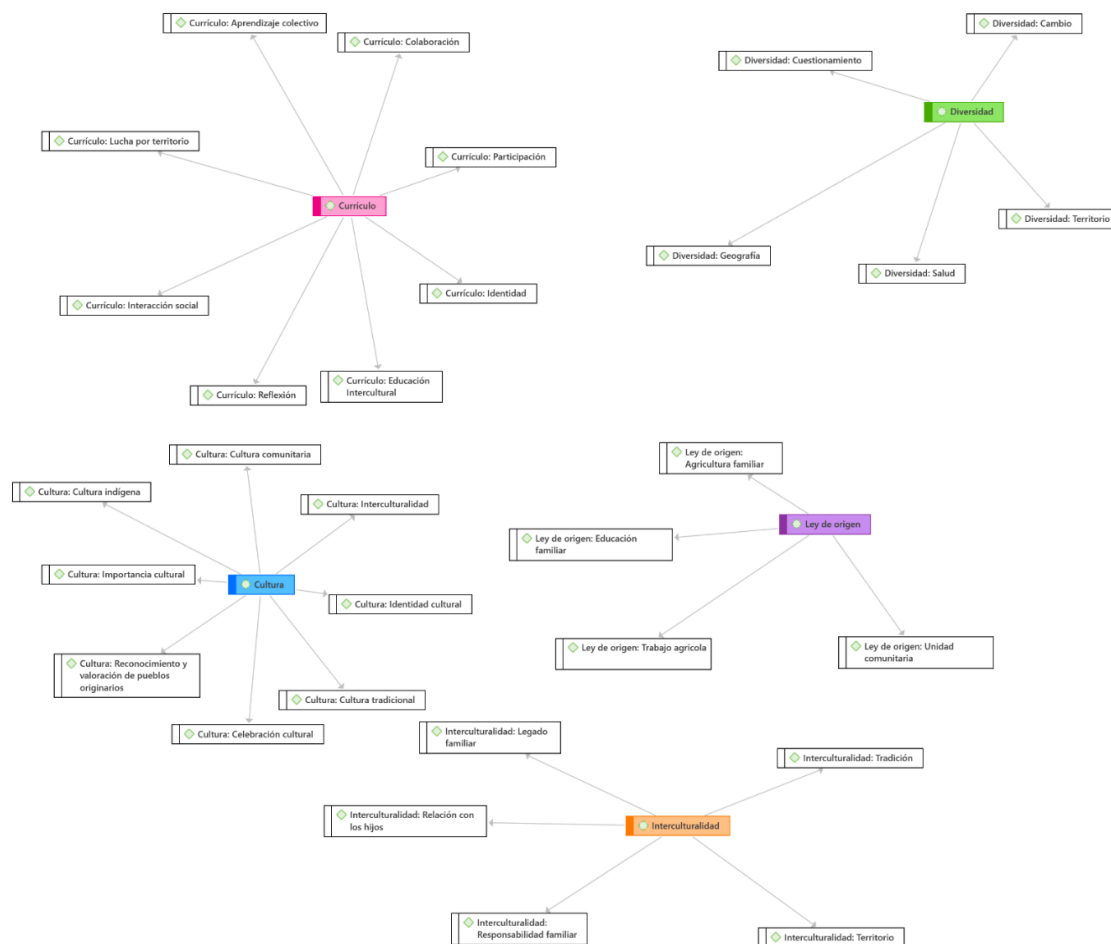 Currículo: Aprendizaje colectivo
Currículo: Colaboración
Currículo: Lucha por territorio
Currículo: Participación
Currículo
Currículo: Identidad
Currículo: Interacción social
Currículo: Educación
Intercultural
Currículo: Reflexión
Diversidad: Cambio
Diversidad: Cuestionamiento
Diversidad
Diversidad: Territorio
Diversidad: Geografía
Diversidad: Salud
Cultura: Cultura comunitaria
Cultura: Cultura indígena
Cultura: Interculturalidad
Cultura: Importancia cultural
Cultura
Cultura: Identidad cultural
Cultura: Reconocimiento y
valoración de pueblos
originarios
Cultura: Cultura tradicional
Cultura: Celebración cultural
Ley de origen:
Agricultura familiar
Ley de origen
Ley de origen: Educación
familiar
Ley de origen: Trabajo agrícola
Ley de origen: Unidad
comunitaria
Interculturalidad: Legado
familiar
Interculturalidad: Tradición
Interculturalidad: Relación con
los hijos
Interculturalidad
Interculturalidad:
Responsabilidad familiar
Interculturalidad: Territorio